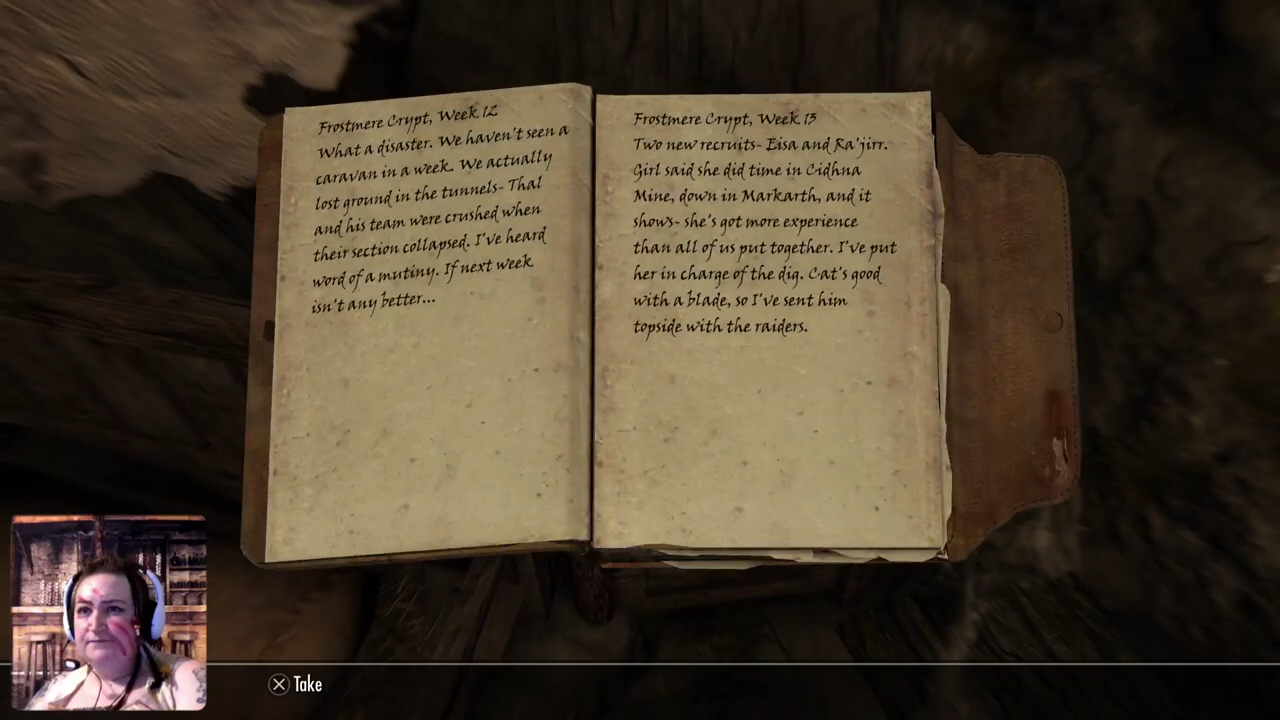 Frostmere Crypt, Week 12
What a disaster. We haven't seen a
caravan in a week. We actually
lost ground in the tunnels- Thal
and his team were crushed when
their section collapsed. I've heard
word of a mutiny. If next week
isn't any better...
Frostmere Crypt, Week 13
Two new recruits- Eisa and Ra'jirr.
Girl said she did time in Cidhna
Mine, down in Markarth, and it
shows- she's got more experience
than all of us put together. I've put
her in charge of the dig. Cat's good
with a blade, so I've sent him
topside with the raiders.
Take